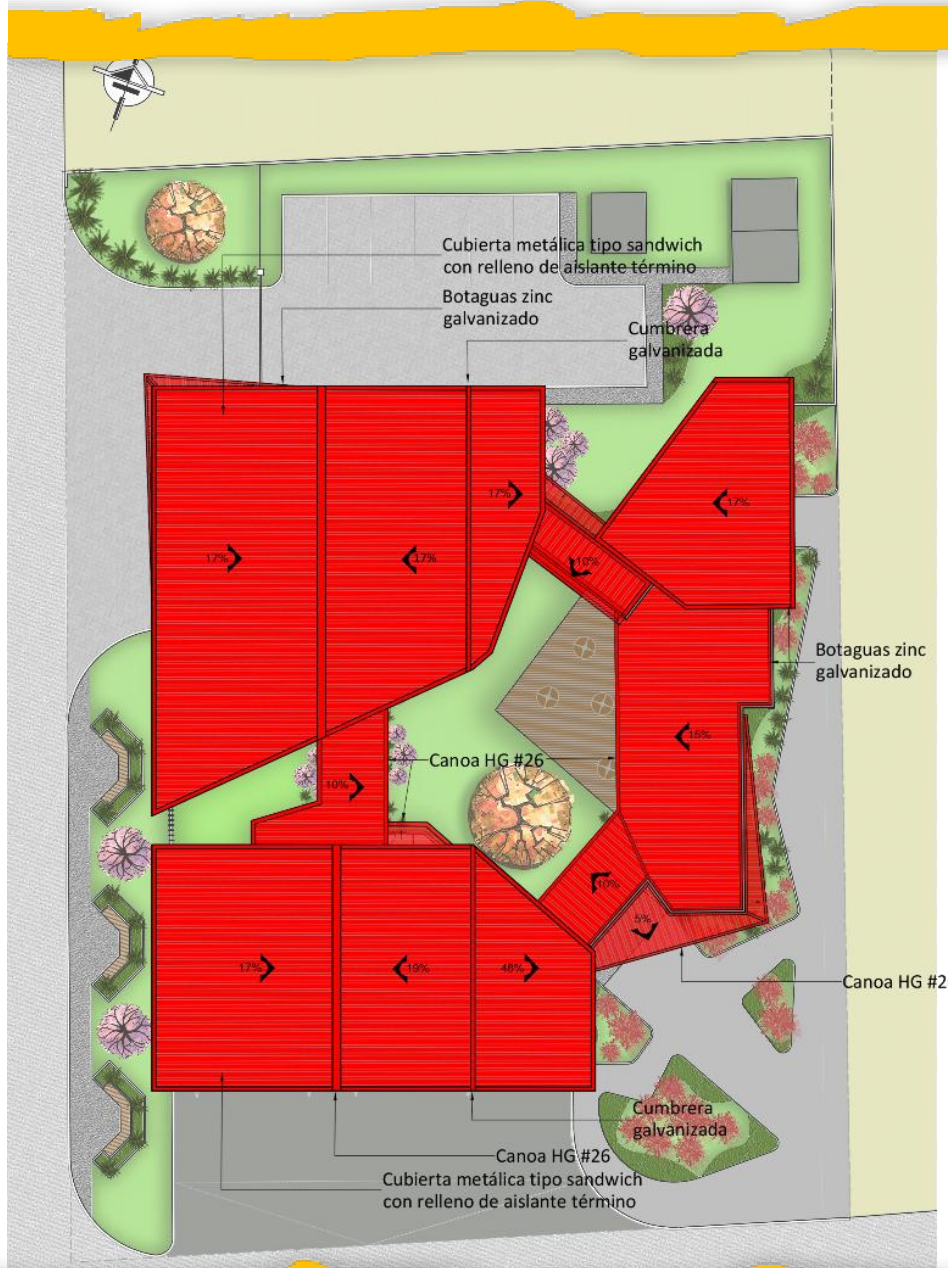 Cubierta metálica tipo sandwich
con relleno de aislante término
Botaguas zinc
galvanizado
Cumbrera
galvanizada
17%
17%
17%
17%
10%
Botaguas zinc
galvanizado
15%
Canoa HG #26
10%
10%
5%
17%
19%
48%
Canoa HG #2
Cumbrera
galvanizada
Canoa HG #26
Cubierta metálica tipo sandwich
con relleno de aislante término